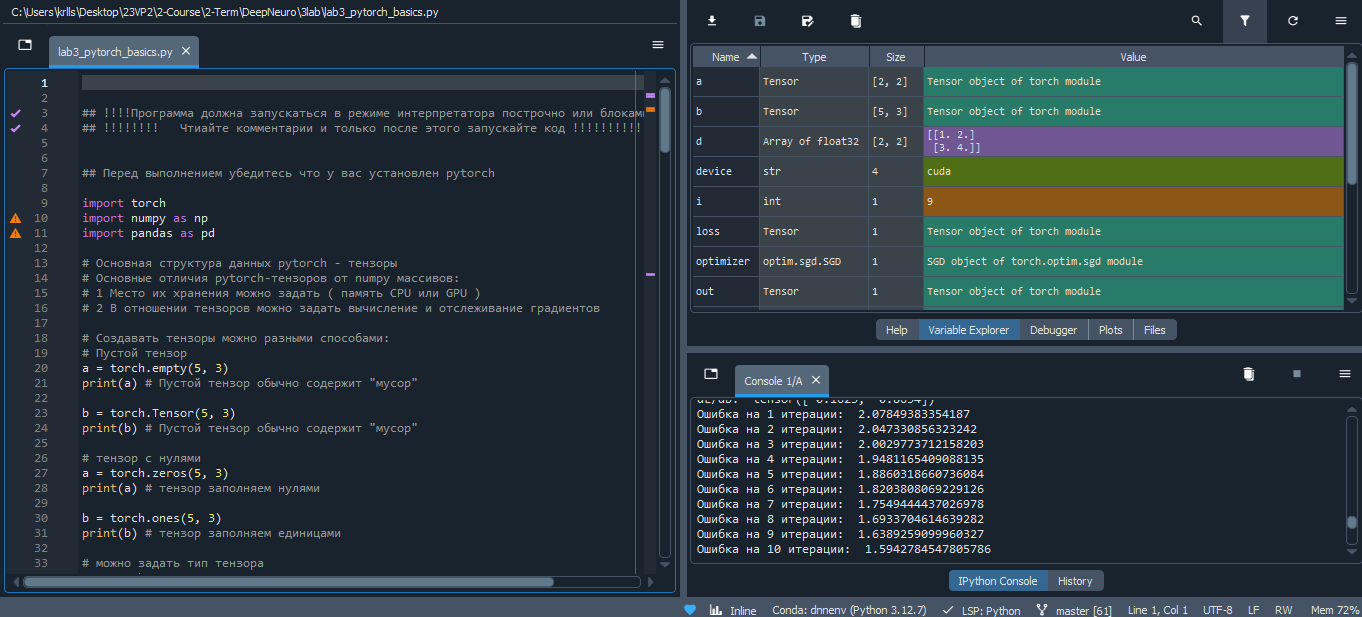 C:\Users\krlls\Desktop\23VP2\2-Course\2-Term\DeepNeuro\3lab\lab3_pytorch_basics.py
lab3_pytorch_basics.py
1
2
3 ## !!!!Программа должна запускаться в режиме интерпретатора построчно или блоками
4 ## !!!!!!!! Чтиайте комментарии и только после этого запускайте код !!!!!!!!!!
5
6
7 ## Перед выполнением убедитесь что у вас установлен pytorch
8
9 import torch
10 import numpy as np
11 import pandas as pd
12
13 # Основная структура данных pytorch - тензоры
14 # Основные отличия pytorch-тензоров от numpy массивов:
15 # 1 Место их хранения можно задать ( память CPU или GPU )
16 # 2 В отношении тензоров можно задать вычисление и отслеживание градиентов
17
18 # Создавать тензоры можно разными способами:
19 # Пустой тензор
20 a = torch.empty(5, 3)
21 print(a) # Пустой тензор обычно содержит "мусор"
22
23 b = torch.Tensor(5, 3)
24 print(b) # Пустой тензор обычно содержит "мусор"
25
26 # тензор с нулями
27 a = torch.zeros(5, 3)
28 print(a) # тензор заполняем нулями
29
30 b = torch.ones(5, 3)
31 print(b) # тензор заполняем единицами
32
33 # можно задать тип тензора
Name Type Size Value
a Tensor [2, 2] Tensor object of torch module
b Tensor [5, 3] Tensor object of torch module
d Array of float32 [2, 2] [[1. 2.]
[3. 4.]]
device str 4 cuda
i int 1 9
loss Tensor 1 Tensor object of torch module
optimizer optim.sgd.SGD 1 SGD object of torch.optim.sgd module
out Tensor 1 Tensor object of torch module
Help Variable Explorer Debugger Plots Files
Console 1/A
Ошибка на 1 итерации: 2.07849383354187
Ошибка на 2 итерации: 2.047330856323242
Ошибка на 3 итерации: 2.0029773712158203
Ошибка на 4 итерации: 1.9481165409088135
Ошибка на 5 итерации: 1.8860318660736084
Ошибка на 6 итерации: 1.8203808069229126
Ошибка на 7 итерации: 1.7549444437026978
Ошибка на 8 итерации: 1.6933704614639282
Ошибка на 9 итерации: 1.6389259099960327
Ошибка на 10 итерации: 1.5942784547805786
IPython Console History
Inline Conda: dnnenv (Python 3.12.7) LSP: Python master [61] Line 1, Col 1 UTF-8 LF RW Mem 72%